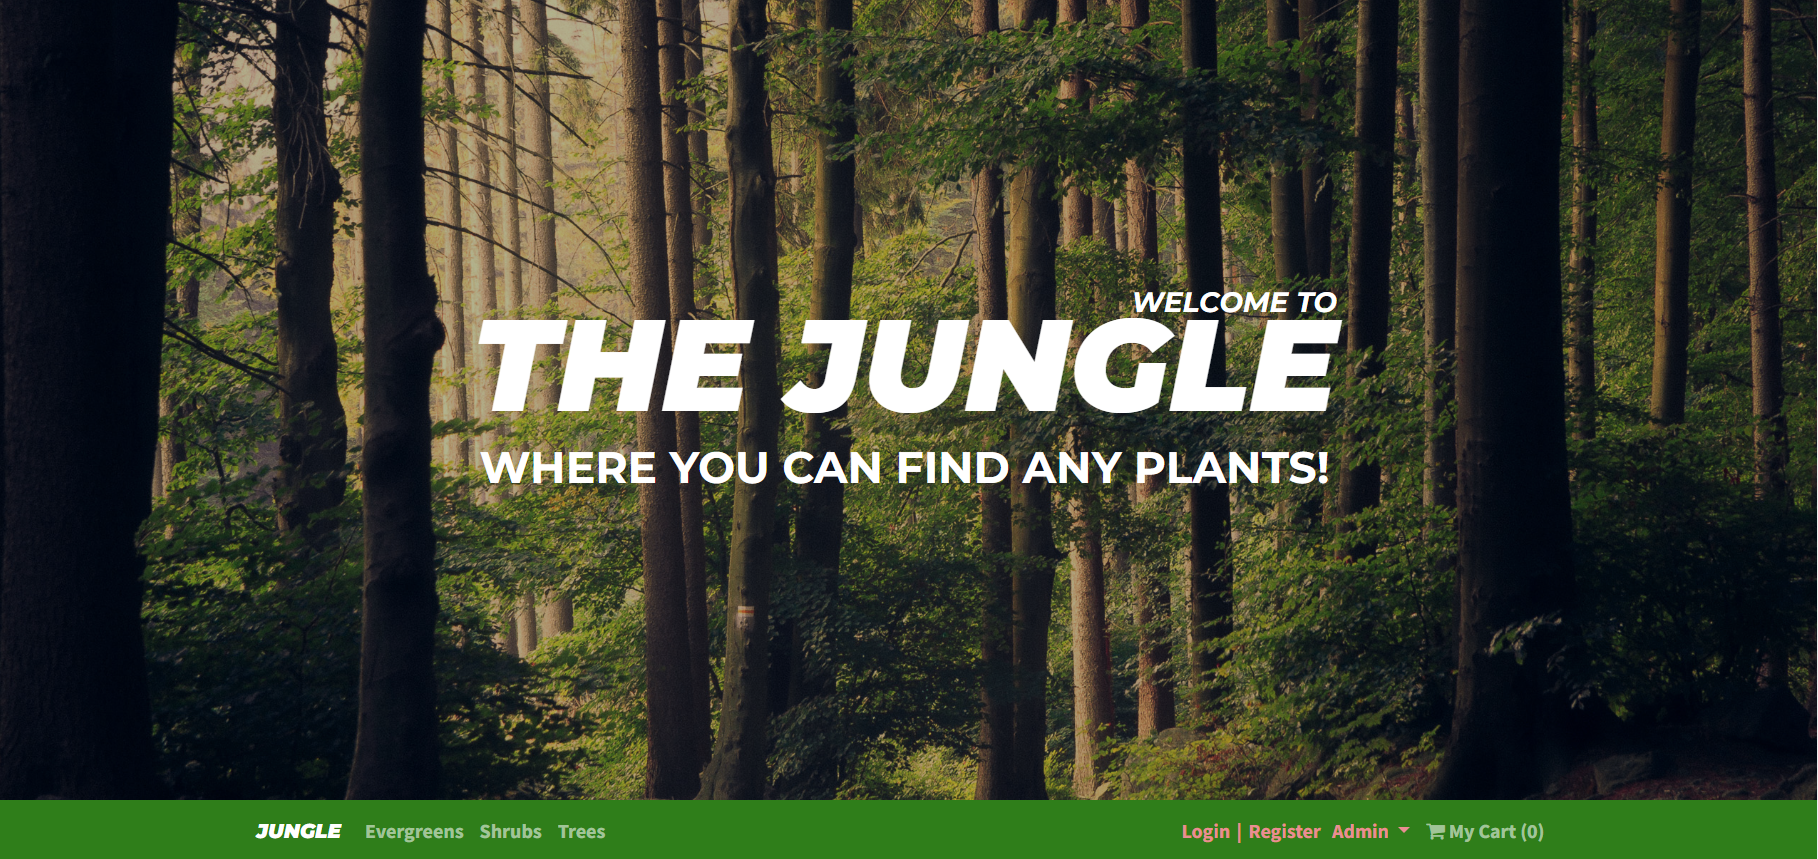 WELCOME TO
THE JUNGLE
WHERE YOU CAN FIND ANY PLANTS!
JUNGLE Evergreens Shrubs Trees Login | Register Admin My Cart (0)